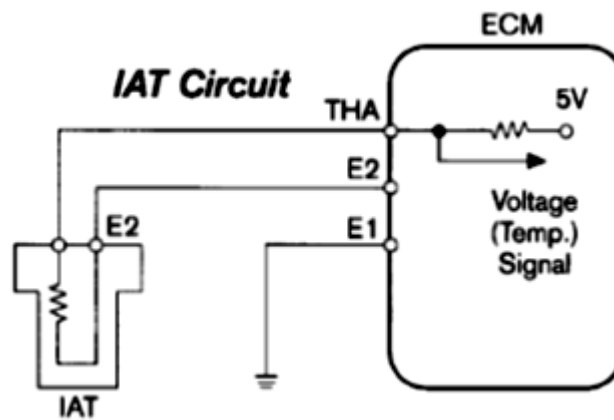 ECM
IAT Circuit
THA
5V
E2
Voltage
(Temp.)
Signal
E1
E2
IAT